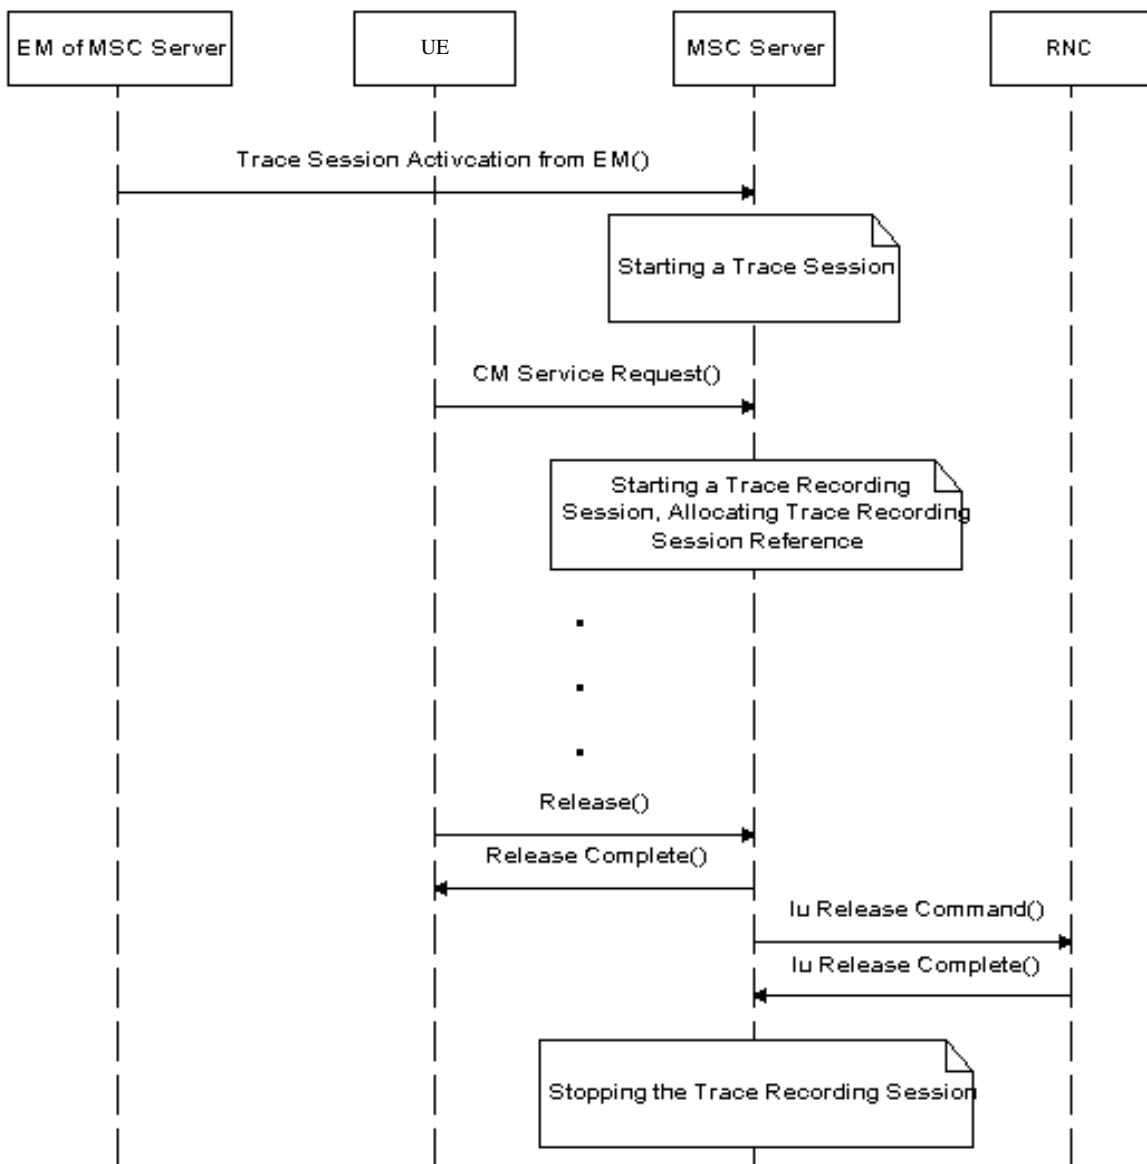 EM of MSC Server
UE
MSC Server
RNC
Trace Session Activcation from EM()
Starting a Trace Session
CM Service Request()
Starting a Trace Recording
Session, Allocating Trace Recording
Session Reference
Release()
Release Complete()
Iu Release Command()
Iu Release Complete()
Stopping the Trace Recording Session